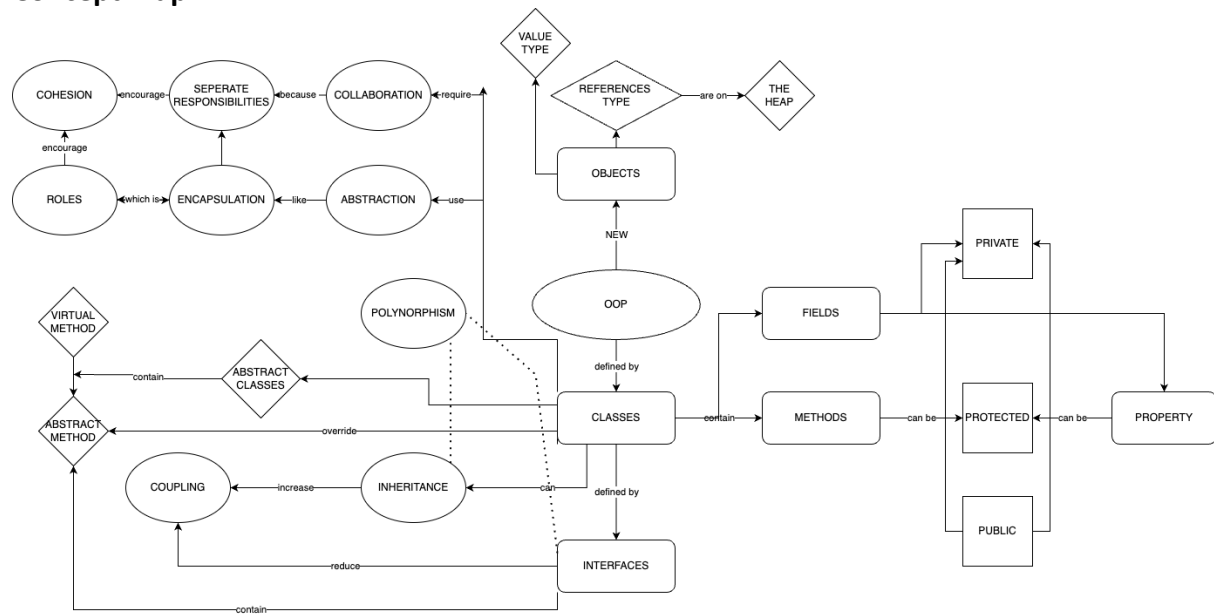 VALUE
TYPE
REFERENCES
TYPE
are on
THE
HEAP
COHESION
encourage
SEPERATE
RESPONSIBILITIES
because
COLLABORATION
require
encourage
OBJECTS
ROLES
which is
ENCAPSULATION
like
ABSTRACTION
use
NEW
PRIVATE
OOP
POLYNORPHISM
FIELDS
VIRTUAL
METHOD
defined by
contain
ABSTRACT
CLASSES
ABSTRACT
METHOD
override
CLASSES
contain
METHODS
can be
PROTECTED
can be
PROPERTY
COUPLING
increase
INHERITANCE
can
defined by
PUBLIC
reduce
INTERFACES
contain